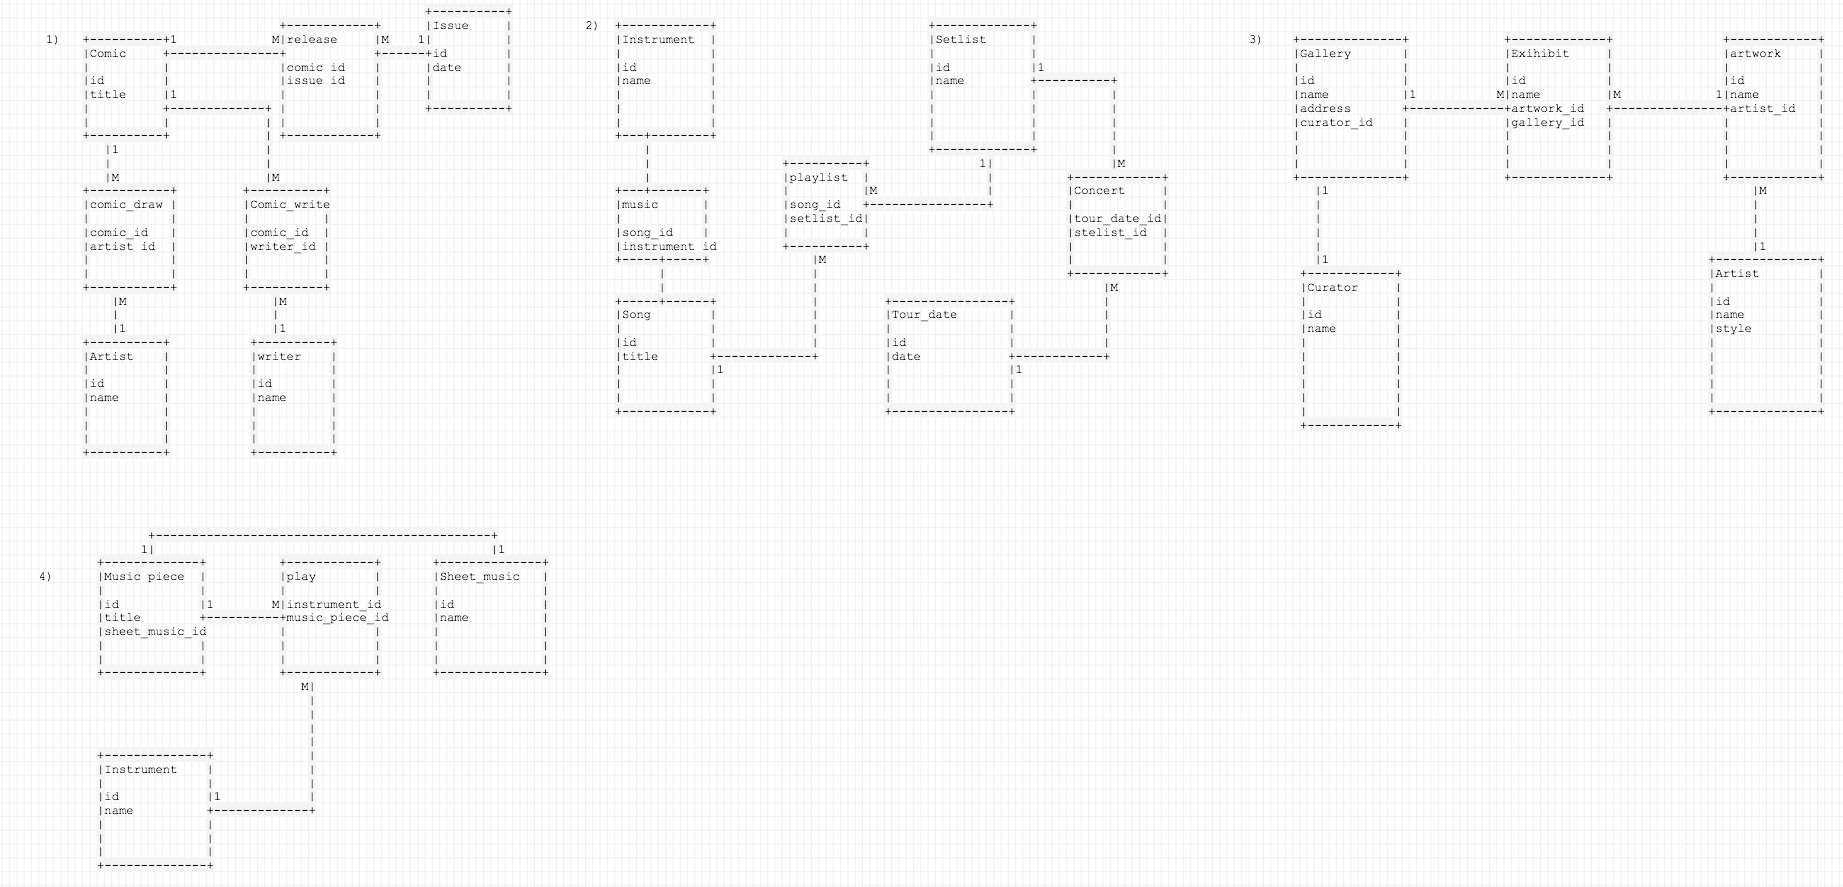 1)
Comic
id
title
1
1
1
M
release
comic id
issue id
M
1
Issue
id
date
M
comic_draw
comic_id
artist id
M
1
Artist
id
name
M
Comic_write
comic_id
writer_id
M
1
writer
id
name
2)
Instrument
id
name
music
song_id
instrument id
Song
id
title
1
M
playlist
song_id
setlist_id
M
1
Setlist
id
name
1
M
Concert
tour_date_id
stelist_id
M
Tour_date
id
date
1
3)
Gallery
id
name
address
curator_id
1
M
Exihibit
id
name
artwork_id
gallery_id
M
1
artwork
id
name
artist_id
1
1
Curator
id
name
M
1
Artist
id
name
style
4)
1
1
Music piece
id
title
sheet_music_id
1
M
play
instrument_id
music_piece_id
Sheet_music
id
name
M
Instrument
id
name
1